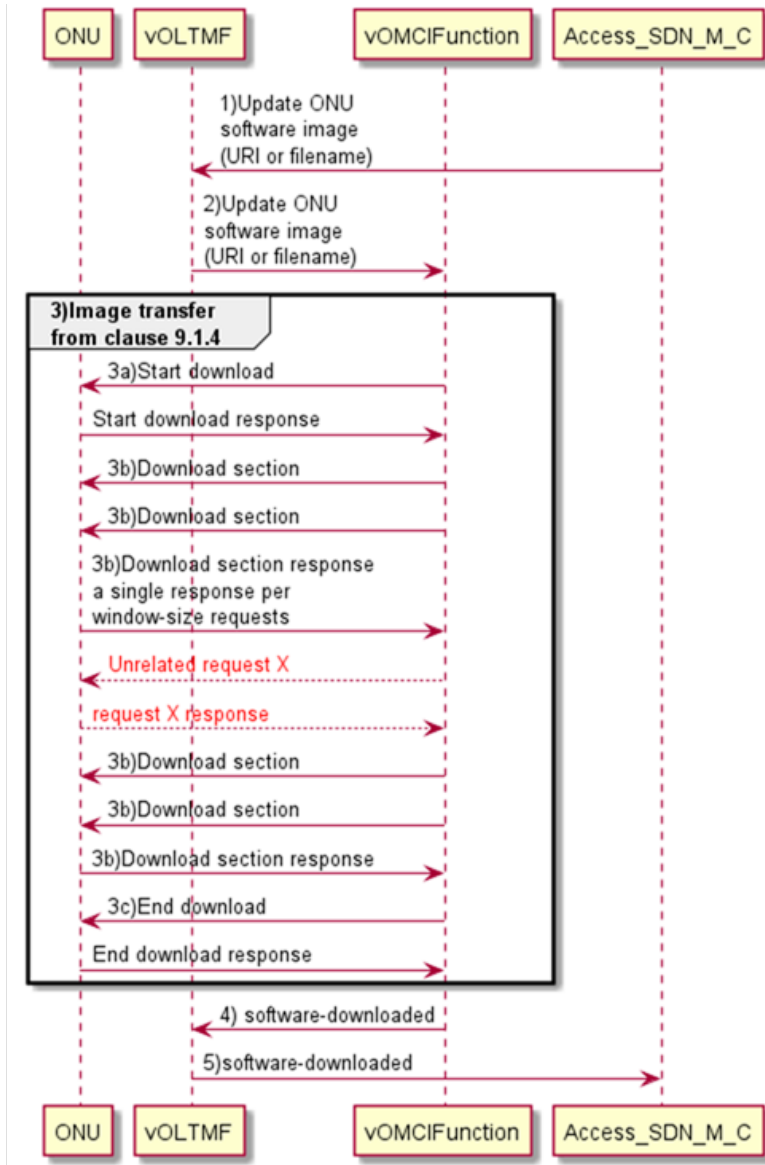 ONU
vOLTMF
vOMCIFunction
Access_SDN_M_C
1)Update ONU
software image
(URI or filename)
2)Update ONU
software image
(URI or filename)
3)Image transfer
from clause 9.1.4
3a)Start download
Start download response
3b)Download section
3b)Download section
3b)Download section response
a single response per
window-size requests
Unrelated request X
request X response
3b)Download section
3b)Download section
3b)Download section response
3c)End download
End download response
4) software-downloaded
5)software-downloaded
ONU
vOLTMF
vOMCIFunction
Access_SDN_M_C